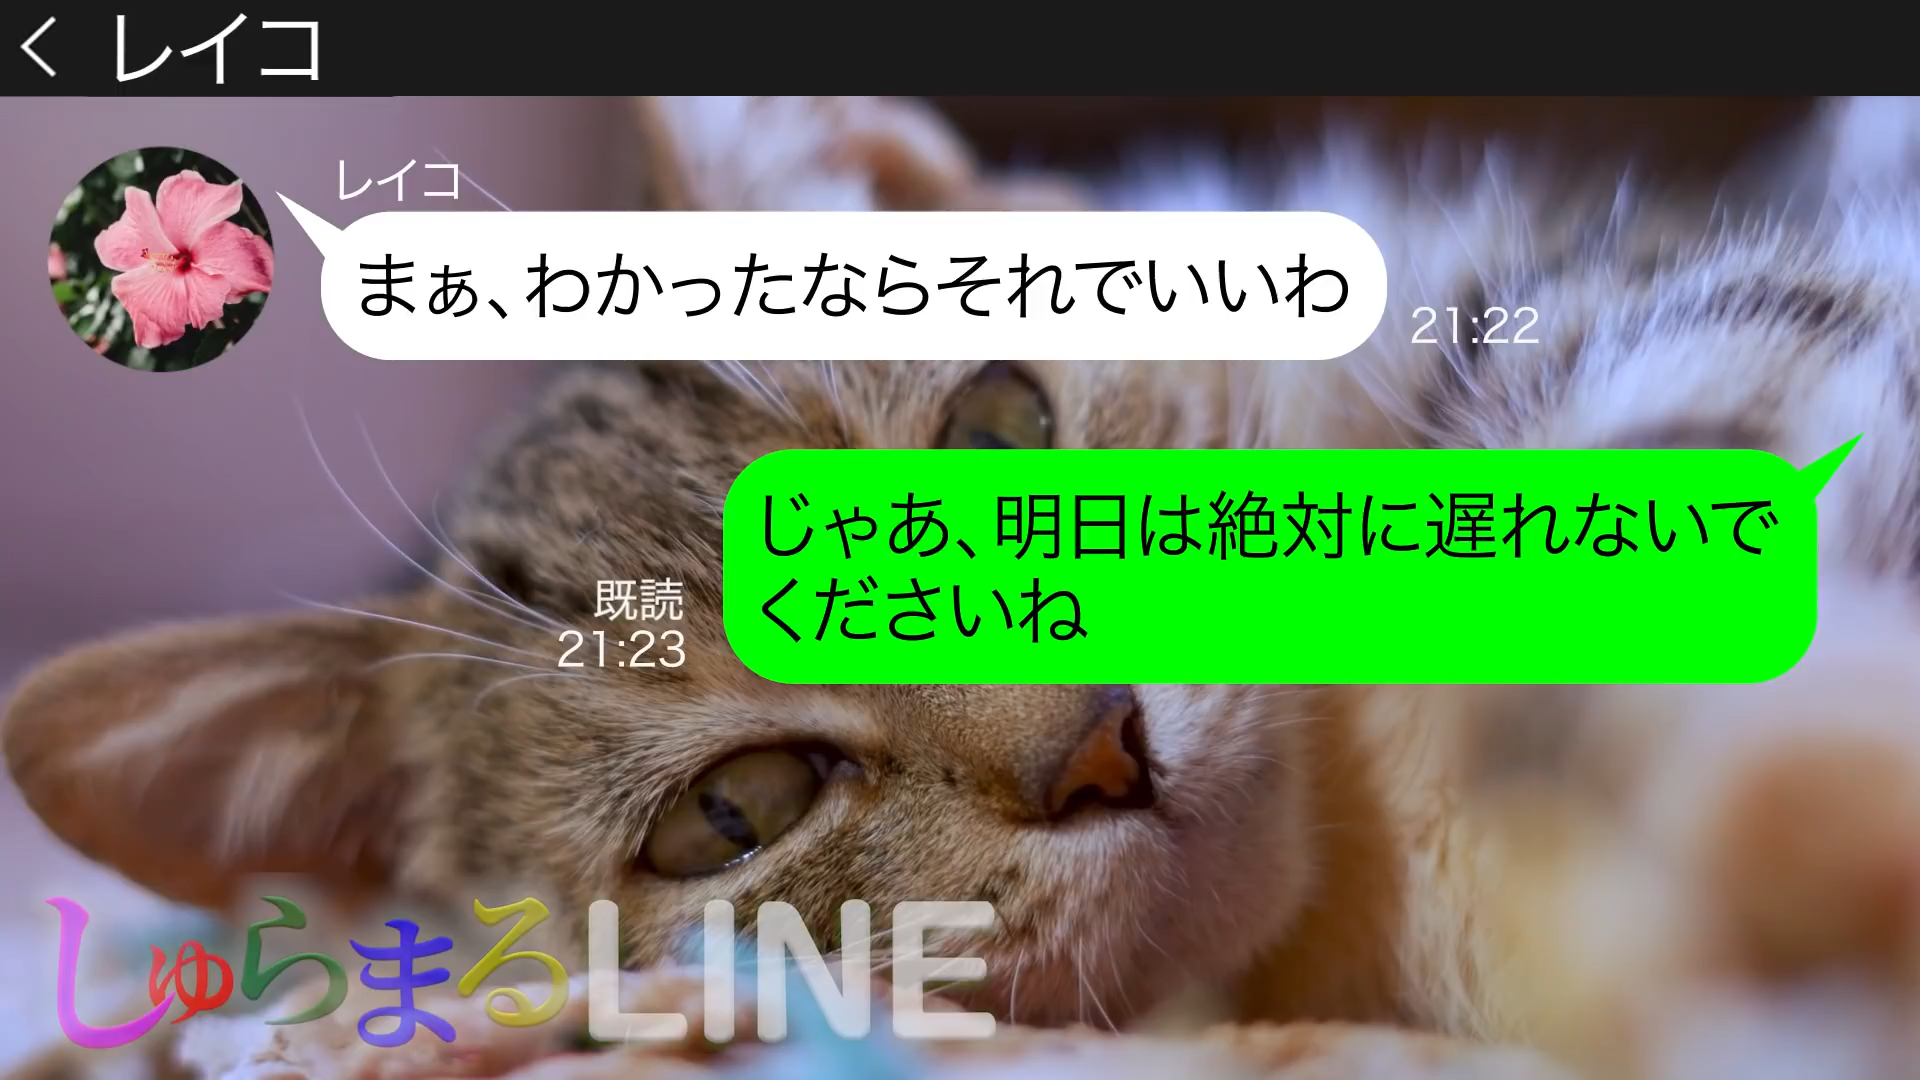 レイコ
レイコ
まぁ、わかったならそれでいいわ
21:22
じゃあ、明日は絶対に遅れないで
くださいね
既読
21:23
しゅらまるLINE